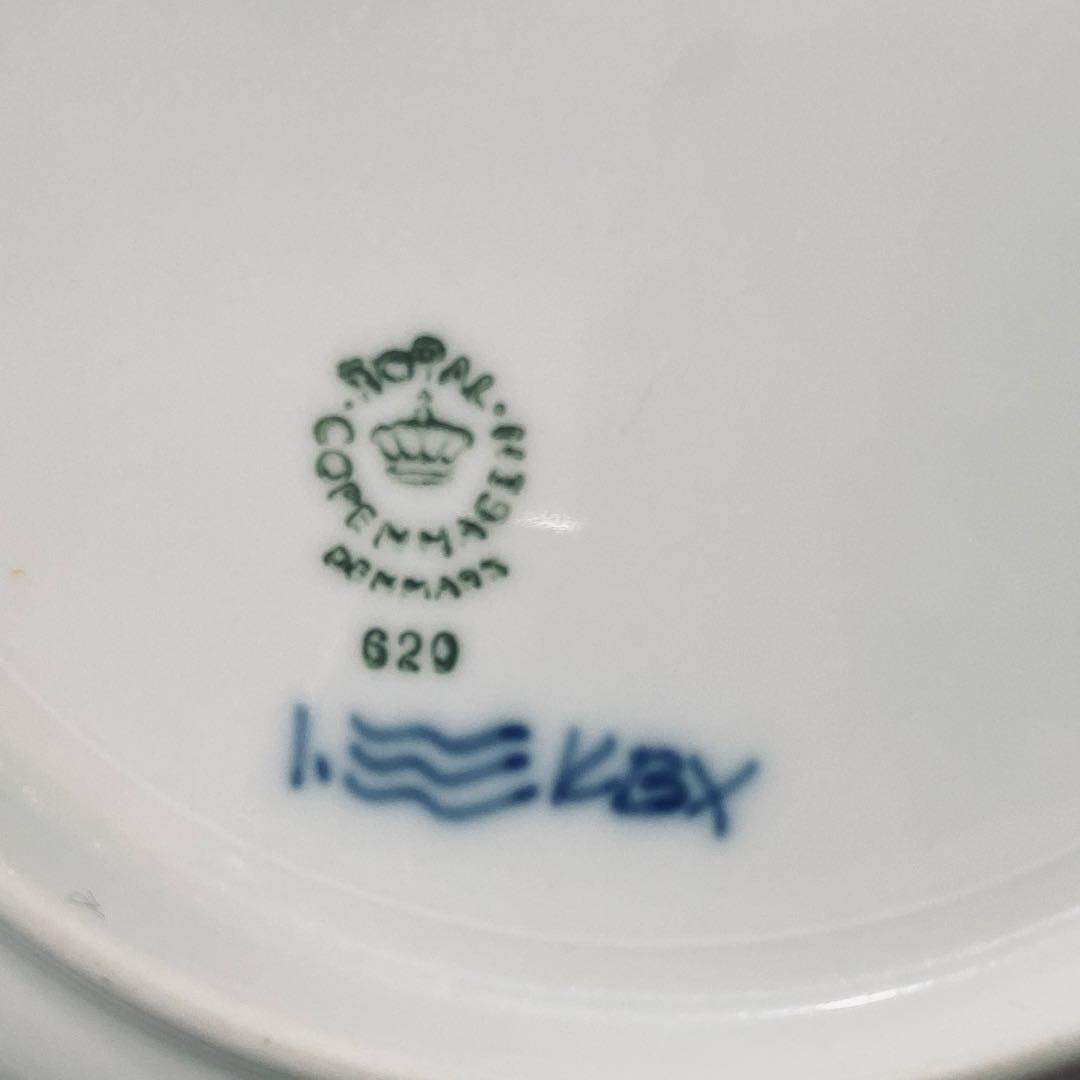 ROYAL
COPENHAGEN
DENMARK
620
1. KBX